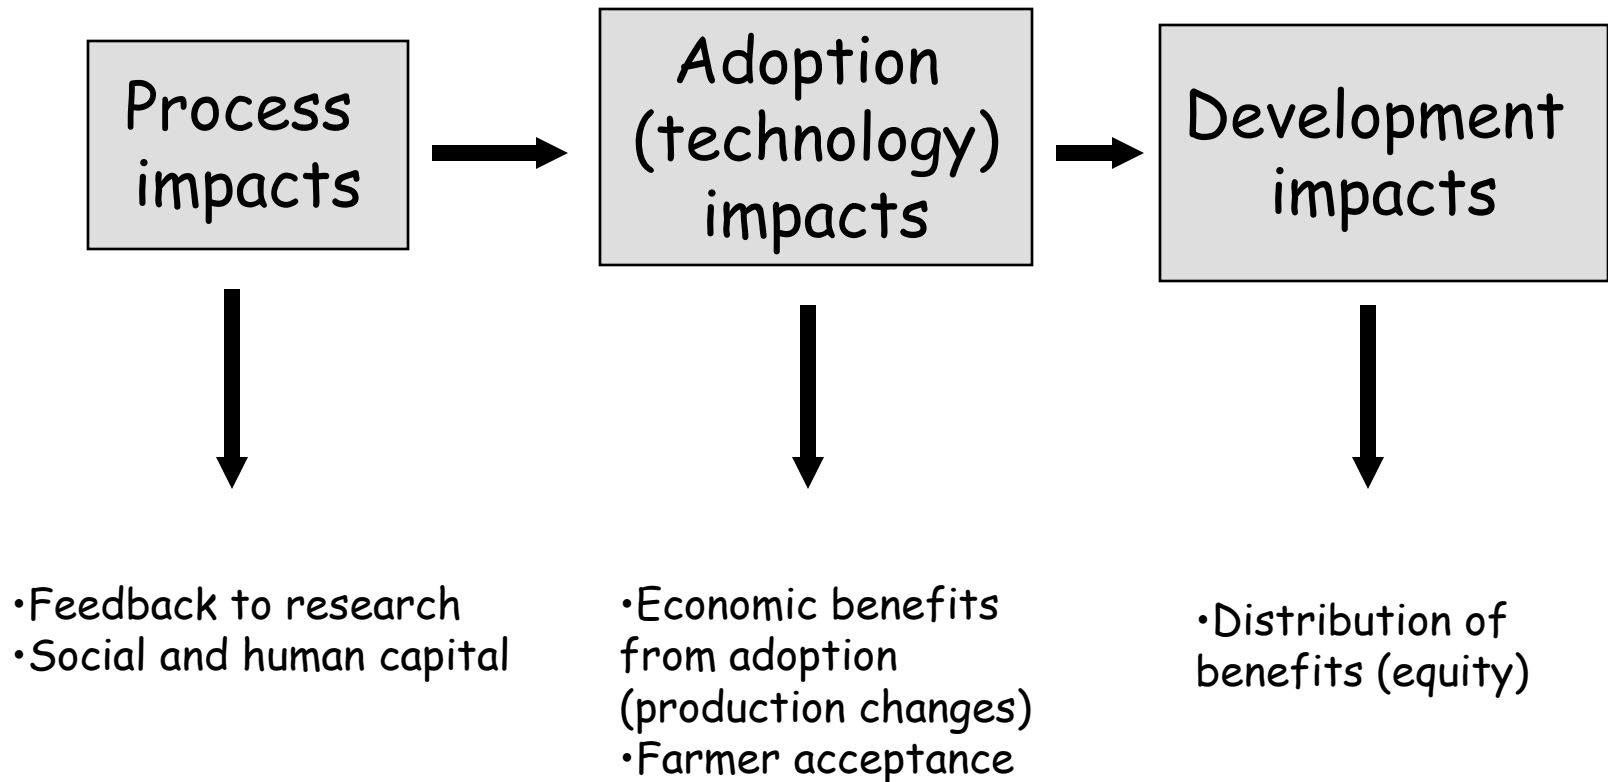 Process
impacts
Adoption
(technology)
impacts
Development
impacts
•Feedback to research
•Social and human capital
•Economic benefits
from adoption
(production changes)
•Farmer acceptance
•Distribution of
benefits (equity)